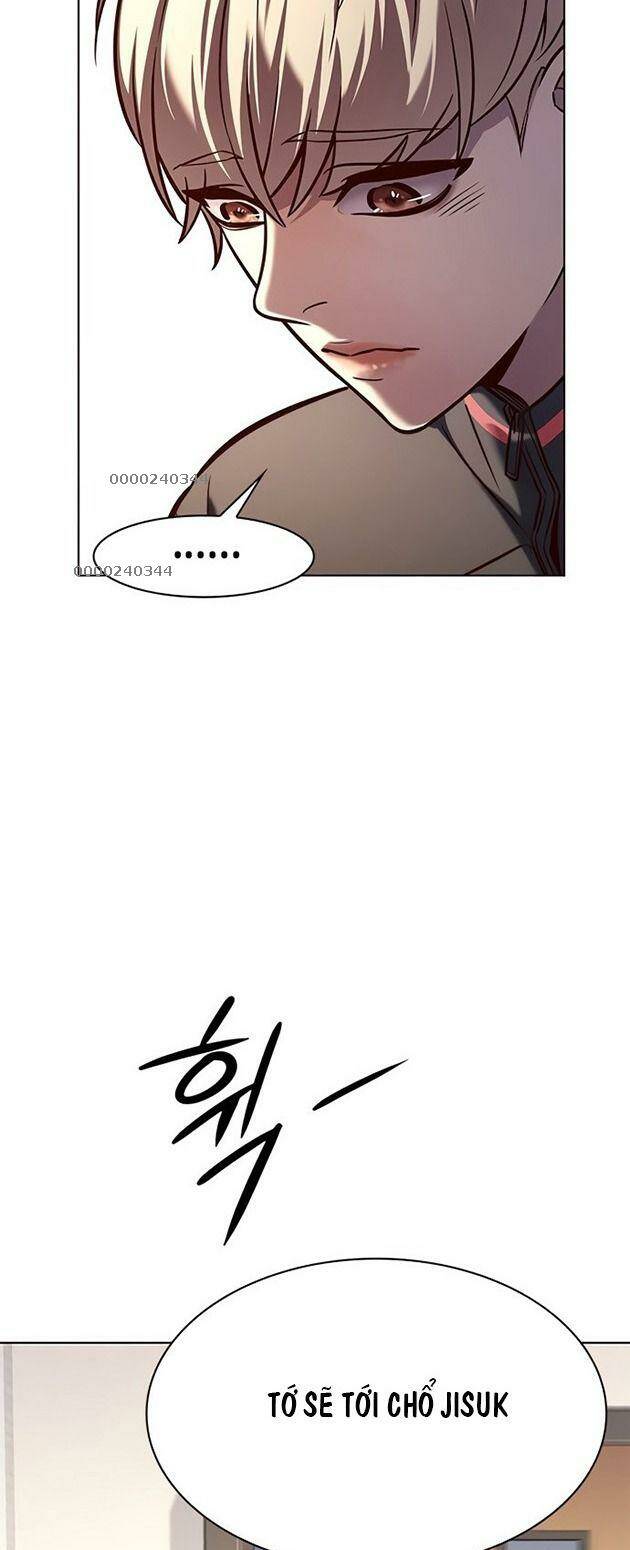 0000240344
......
0000240344
휙
TỚ SẼ TỚI CHỔ JISUK